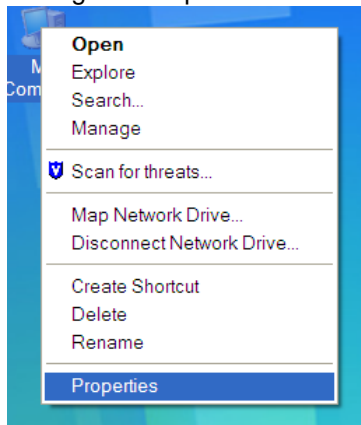 Open
Explore
Search...
Manage
Scan for threats...
Map Network Drive...
Disconnect Network Drive...
Create Shortcut
Delete
Rename
Properties